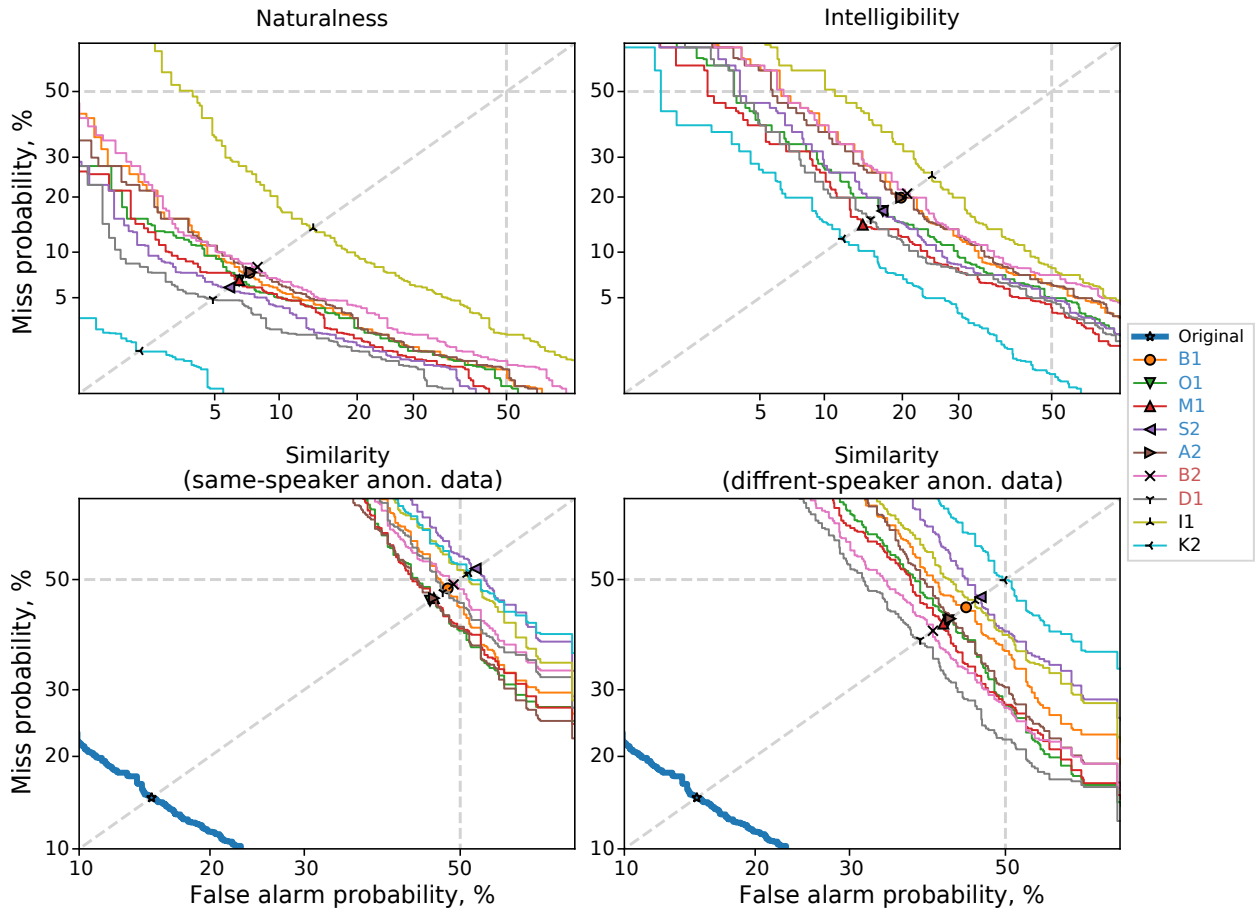 Naturalness
Intelligibility
Miss probability, %
50
30
20
10
5
5
10
20
30
50
50
30
20
10
5
5
10
20
30
50
Original
B1
O1
M1
S2
A2
B2
D1
I1
K2
Similarity
(same-speaker anon. data)
Similarity
(diffrent-speaker anon. data)
Miss probability, %
50
30
20
10
10
20
30
50
False alarm probability, %
50
30
20
10
10
20
30
50
False alarm probability, %